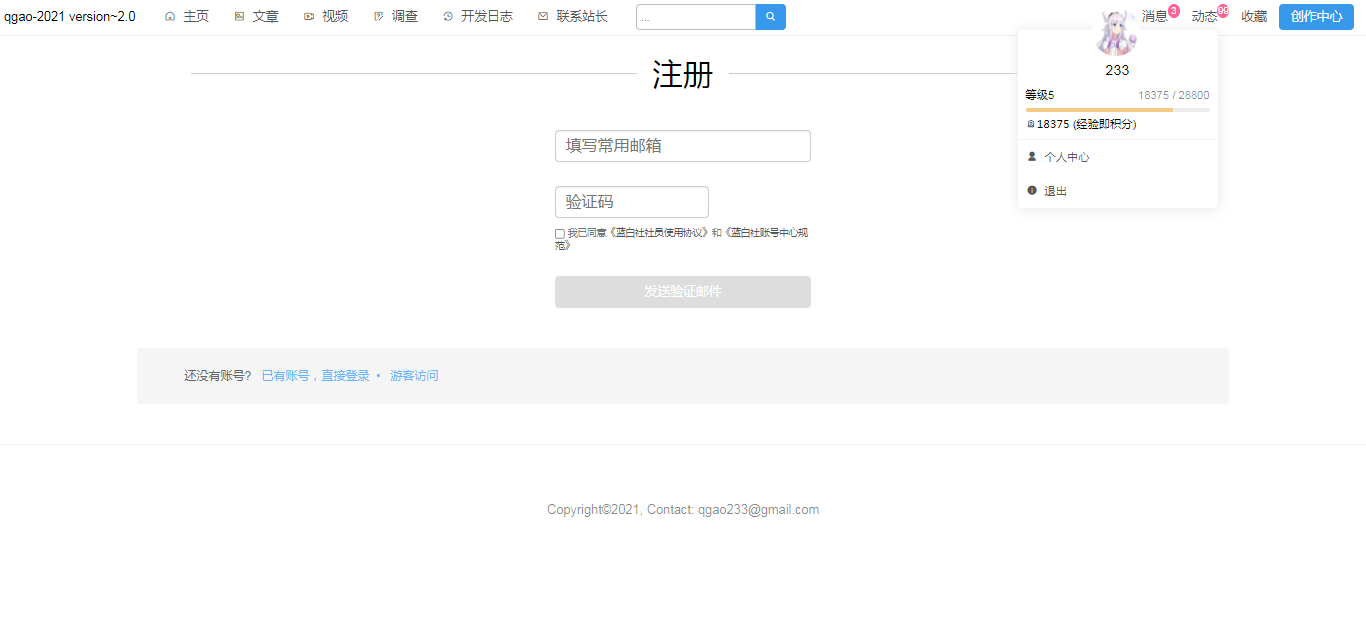 qgao-2021 version~2.0 主页 文章 视频 调查 开发日志 联系站长 ... 消息 3 动态 99 收藏 创作中心
233
等级5 18375 / 28800
18375 (经验即积分)
个人中心
退出
注册
填写常用邮箱
验证码
我已同意《蓝白社社员使用协议》和《蓝白社账号中心规
范》
发送验证邮件
还没有账号? 已有账号，直接登录 • 游客访问
Copyright©2021, Contact: qgao233@gmail.com